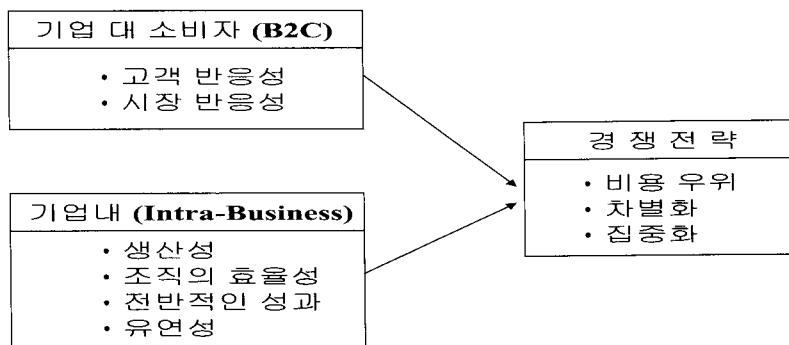 기업 대 소비자 (B2C)
• 고객 반응성
• 시장 반응성
기업내 (Intra-Business)
• 생산성
• 조직의 효율성
• 전반적인 성과
• 유연성
경 쟁 전 략
• 비용 우위
• 차별화
• 집중화